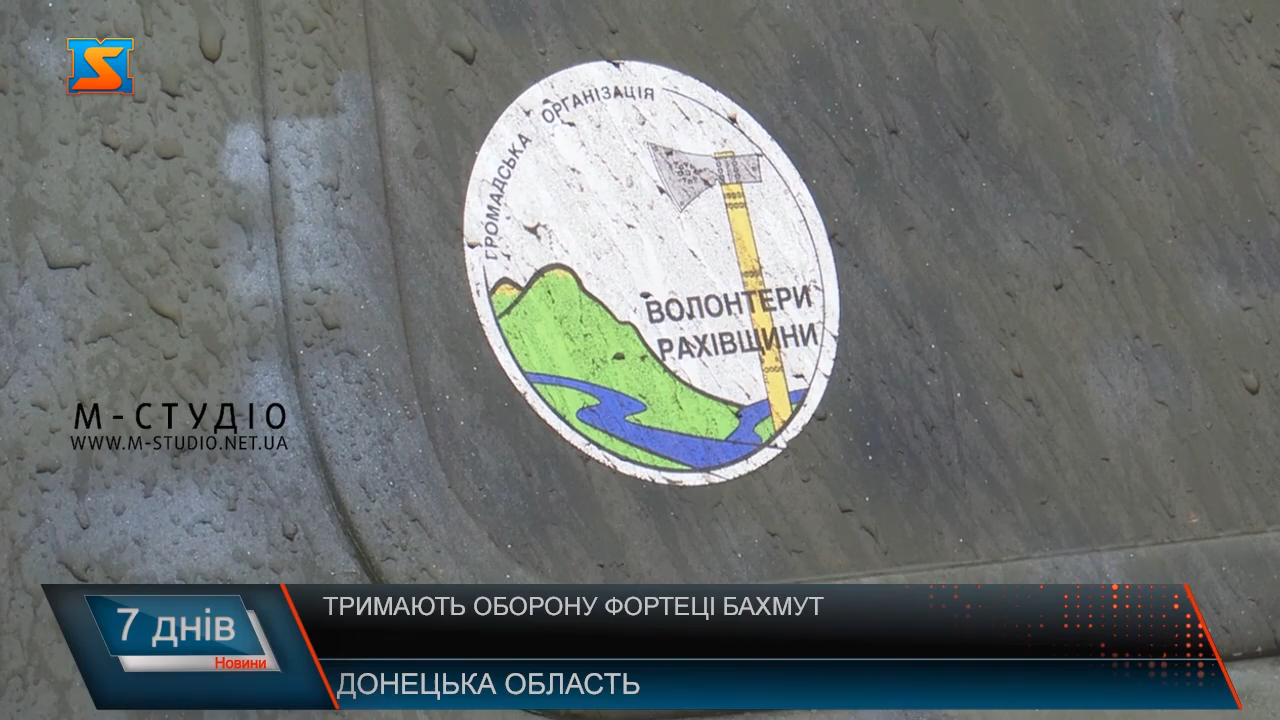 ГРОМАДСЬКА ОРГАНІЗАЦІЯ
ВОЛОНТЕРИ
РАХІВЩИНИ
М-СТУДІО
WWW.M-STUDIO.NET.UA
7 днів
Новини
ТРИМАЮТЬ ОБОРОНУ ФОРТЕЦІ БАХМУТ
ДОНЕЦЬКА ОБЛАСТЬ